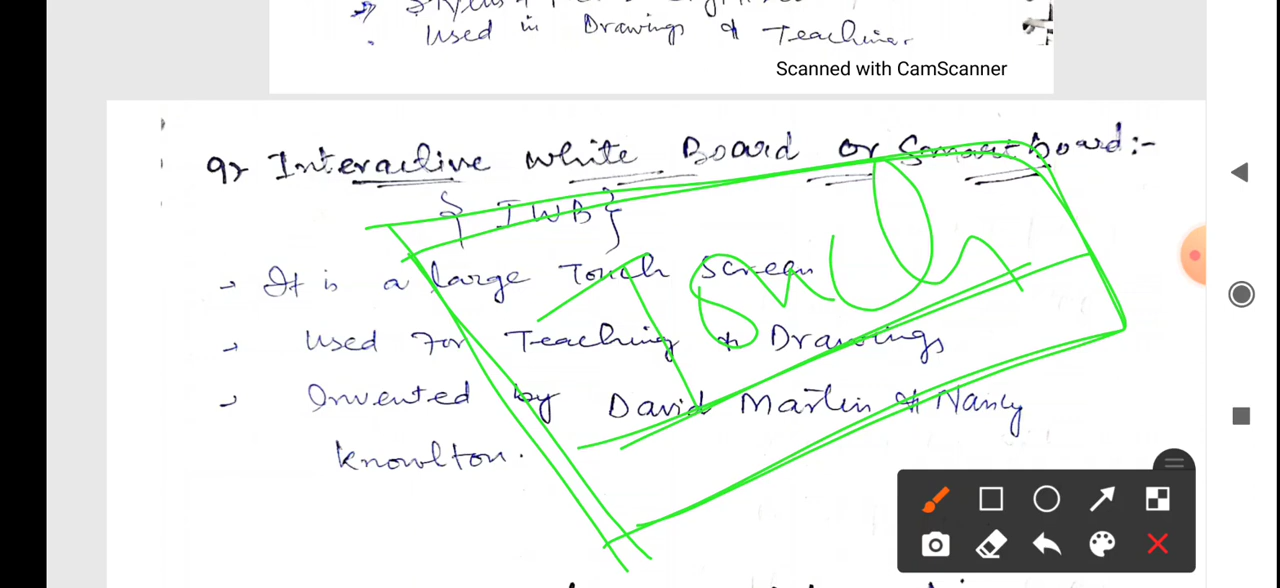 Used in Drawings & Teaching
Scanned with CamScanner
9> Interactive White Board or Smart board:-
{IWB}
→ It is a large Touch Screen
→ Used For Teaching & Drawings
→ Invented by David Martin & Nancy
Knowlton.
Touch